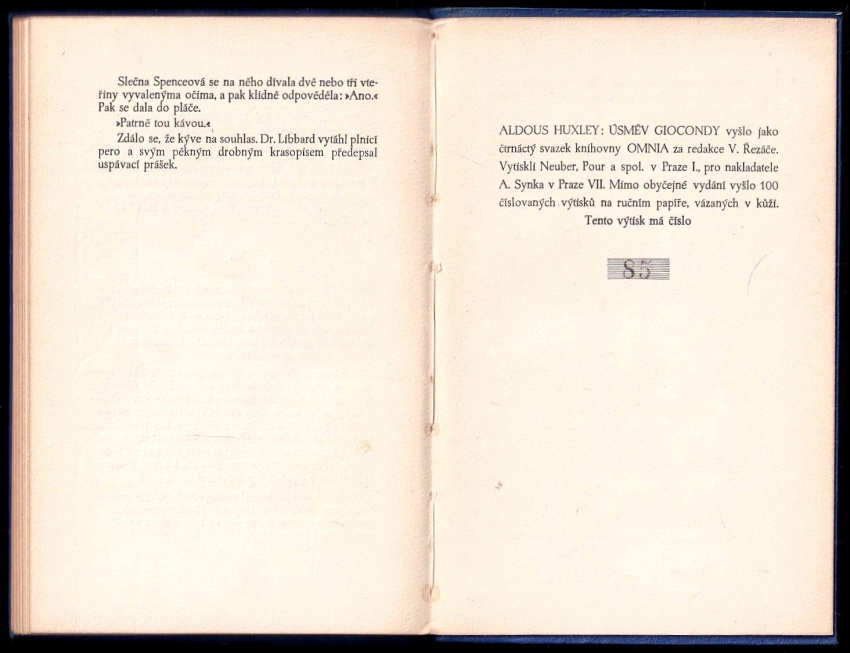 Slečna Spenceová se na něho dívala dvě nebo tři vte-
řiny vyvalenýma očima, a pak klidně odpověděla: »Ano.«
Pak se dala do pláče.
»Patrně tou kávou.«
Zdálo se, že kýve na souhlas. Dr. Libbard vytáhl plnicí
pero a svým pěkným drobným krasopisem předepsal
uspávací prášek.
ALDOUS HUXLEY: ÚSMĚV GIOCONDY vyšlo jako
čtrnáctý svazek knihovny OMNIA za redakce V. Řezáče.
Vytiskli Neuber, Pour a spol. v Praze I., pro nakladatele
A. Synka v Praze VII. Mimo obyčejné vydání vyšlo 100
číslovaných výtisků na ručním papíře, vázaných v kůži.
Tento výtisk má číslo
85